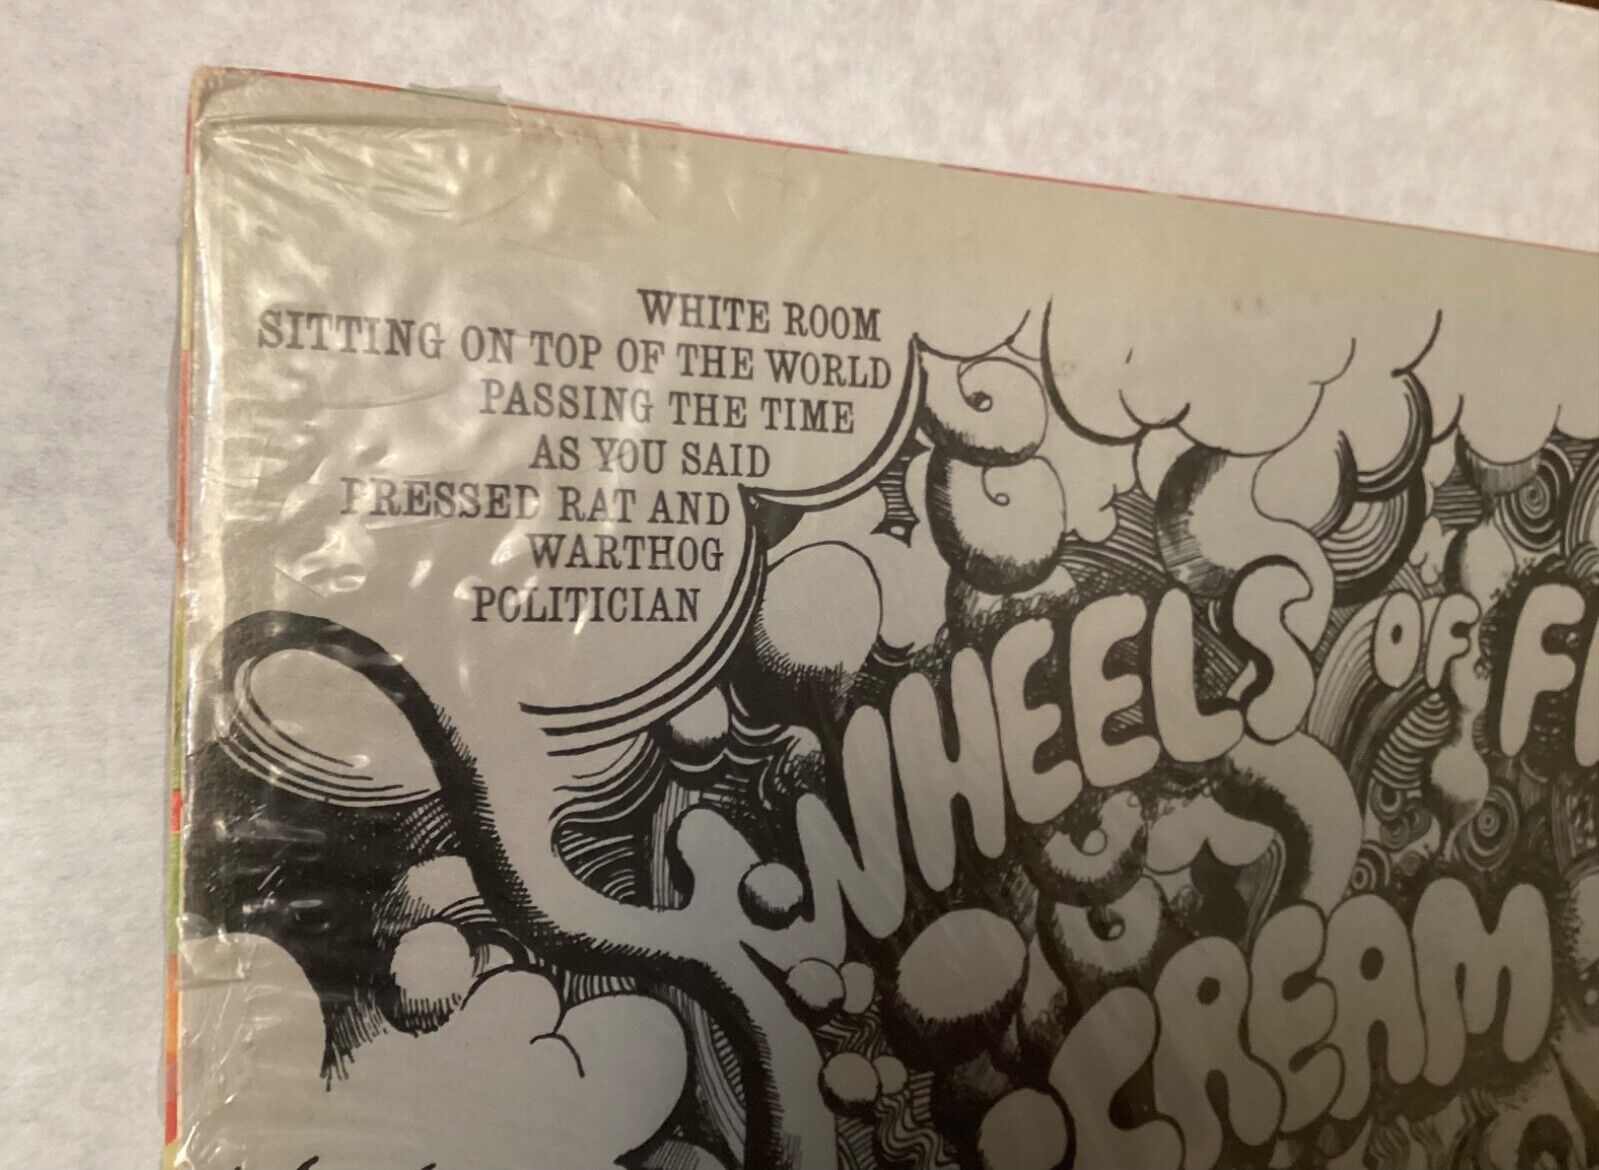 WHITE ROOM
SITTING ON TOP OF THE WORLD
PASSING THE TIME
AS YOU SAID
PRESSED RAT AND
WARTHOG
POLITICIAN
WHEELS OF
CREAM